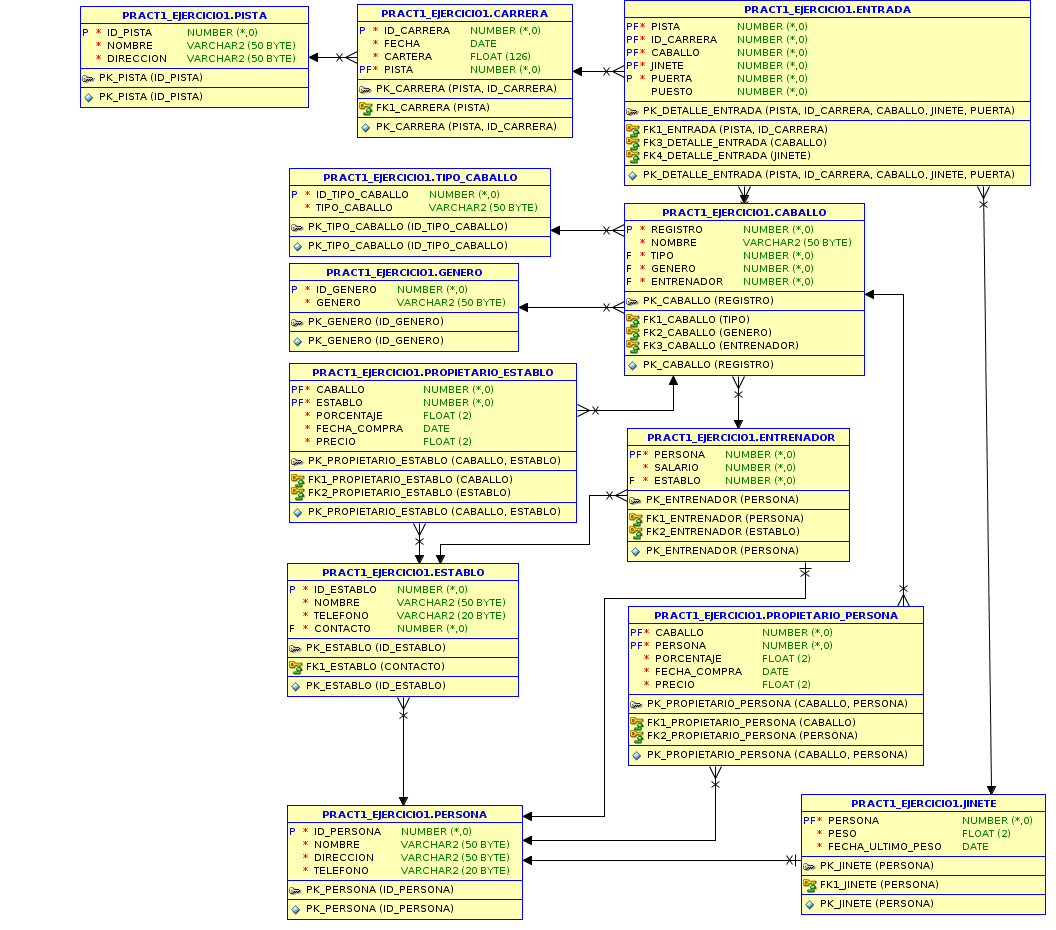 PRACT1_EJERCICIO1.PISTA
P * ID_PISTA NUMBER (*,0)
* NOMBRE VARCHAR2 (50 BYTE)
* DIRECCION VARCHAR2 (50 BYTE)
PK_PISTA (ID_PISTA)
PK_PISTA (ID_PISTA)
PRACT1_EJERCICIO1.CARRERA
P * ID_CARRERA NUMBER (*,0)
* FECHA DATE
* CARTERA FLOAT (126)
PF* PISTA NUMBER (*,0)
PK_CARRERA (PISTA, ID_CARRERA)
FK1_CARRERA (PISTA)
PK_CARRERA (PISTA, ID_CARRERA)
PRACT1_EJERCICIO1.ENTRADA
PF* PISTA NUMBER (*,0)
PF* ID_CARRERA NUMBER (*,0)
PF* CABALLO NUMBER (*,0)
PF* JINETE NUMBER (*,0)
P * PUERTA NUMBER (*,0)
PUESTO NUMBER (*,0)
PK_DETALLE_ENTRADA (PISTA, ID_CARRERA, CABALLO, JINETE, PUERTA)
FK1_ENTRADA (PISTA, ID_CARRERA)
FK3_DETALLE_ENTRADA (CABALLO)
FK4_DETALLE_ENTRADA (JINETE)
PK_DETALLE_ENTRADA (PISTA, ID_CARRERA, CABALLO, JINETE, PUERTA)
PRACT1_EJERCICIO1.TIPO_CABALLO
P * ID_TIPO_CABALLO NUMBER (*,0)
* TIPO_CABALLO VARCHAR2 (50 BYTE)
PK_TIPO_CABALLO (ID_TIPO_CABALLO)
PK_TIPO_CABALLO (ID_TIPO_CABALLO)
PRACT1_EJERCICIO1.CABALLO
P * REGISTRO NUMBER (*,0)
* NOMBRE VARCHAR2 (50 BYTE)
F * TIPO NUMBER (*,0)
F * GENERO NUMBER (*,0)
F * ENTRENADOR NUMBER (*,0)
PK_CABALLO (REGISTRO)
FK1_CABALLO (TIPO)
FK2_CABALLO (GENERO)
FK3_CABALLO (ENTRENADOR)
PK_CABALLO (REGISTRO)
PRACT1_EJERCICIO1.GENERO
P * ID_GENERO NUMBER (*,0)
* GENERO VARCHAR2 (50 BYTE)
PK_GENERO (ID_GENERO)
PK_GENERO (ID_GENERO)
PRACT1_EJERCICIO1.PROPIETARIO_ESTABLO
PF* CABALLO NUMBER (*,0)
PF* ESTABLO NUMBER (*,0)
* PORCENTAJE FLOAT (2)
* FECHA_COMPRA DATE
* PRECIO FLOAT (2)
PK_PROPIETARIO_ESTABLO (CABALLO, ESTABLO)
FK1_PROPIETARIO_ESTABLO (CABALLO)
FK2_PROPIETARIO_ESTABLO (ESTABLO)
PK_PROPIETARIO_ESTABLO (CABALLO, ESTABLO)
PRACT1_EJERCICIO1.ENTRENADOR
PF* PERSONA NUMBER (*,0)
* SALARIO NUMBER (*,0)
F * ESTABLO NUMBER (*,0)
PK_ENTRENADOR (PERSONA)
FK1_ENTRENADOR (PERSONA)
FK2_ENTRENADOR (ESTABLO)
PK_ENTRENADOR (PERSONA)
PRACT1_EJERCICIO1.ESTABLO
P * ID_ESTABLO NUMBER (*,0)
* NOMBRE VARCHAR2 (50 BYTE)
* TELEFONO VARCHAR2 (20 BYTE)
F * CONTACTO NUMBER (*,0)
PK_ESTABLO (ID_ESTABLO)
FK1_ESTABLO (CONTACTO)
PK_ESTABLO (ID_ESTABLO)
PRACT1_EJERCICIO1.PROPIETARIO_PERSONA
PF* CABALLO NUMBER (*,0)
PF* PERSONA NUMBER (*,0)
* PORCENTAJE FLOAT (2)
* FECHA_COMPRA DATE
* PRECIO FLOAT (2)
PK_PROPIETARIO_PERSONA (CABALLO, PERSONA)
FK1_PROPIETARIO_PERSONA (CABALLO)
FK2_PROPIETARIO_PERSONA (PERSONA)
PK_PROPIETARIO_PERSONA (CABALLO, PERSONA)
PRACT1_EJERCICIO1.PERSONA
P * ID_PERSONA NUMBER (*,0)
* NOMBRE VARCHAR2 (50 BYTE)
* DIRECCION VARCHAR2 (50 BYTE)
* TELEFONO VARCHAR2 (20 BYTE)
PK_PERSONA (ID_PERSONA)
PK_PERSONA (ID_PERSONA)
PRACT1_EJERCICIO1.JINETE
PF* PERSONA NUMBER (*,0)
* PESO FLOAT (2)
* FECHA_ULTIMO_PESO DATE
PK_JINETE (PERSONA)
FK1_JINETE (PERSONA)
PK_JINETE (PERSONA)